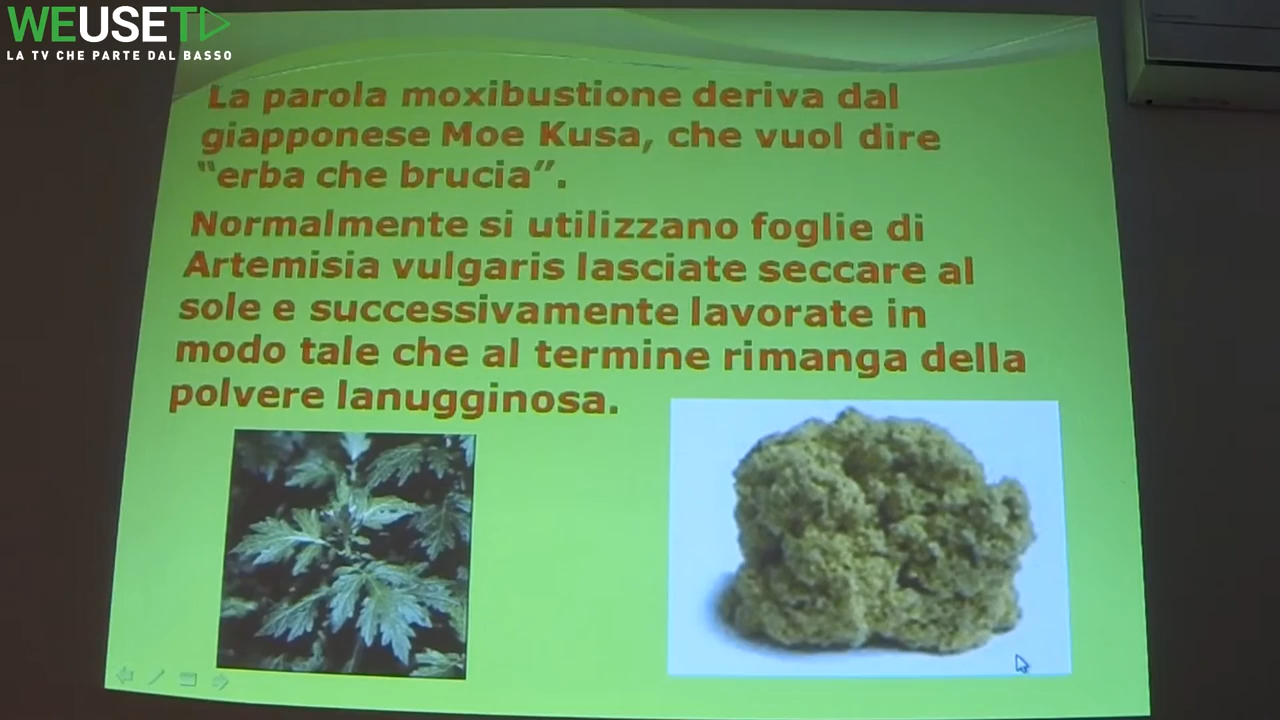 WEUSETV
LA TV CHE PARTE DAL BASSO
La parola moxibustione deriva dal
giapponese Moe Kusa, che vuol dire
“erba che brucia”.
Normalmente si utilizzano foglie di
Artemisia vulgaris lasciate seccare al
sole e successivamente lavorate in
modo tale che al termine rimanga della
polvere lanugginosa.